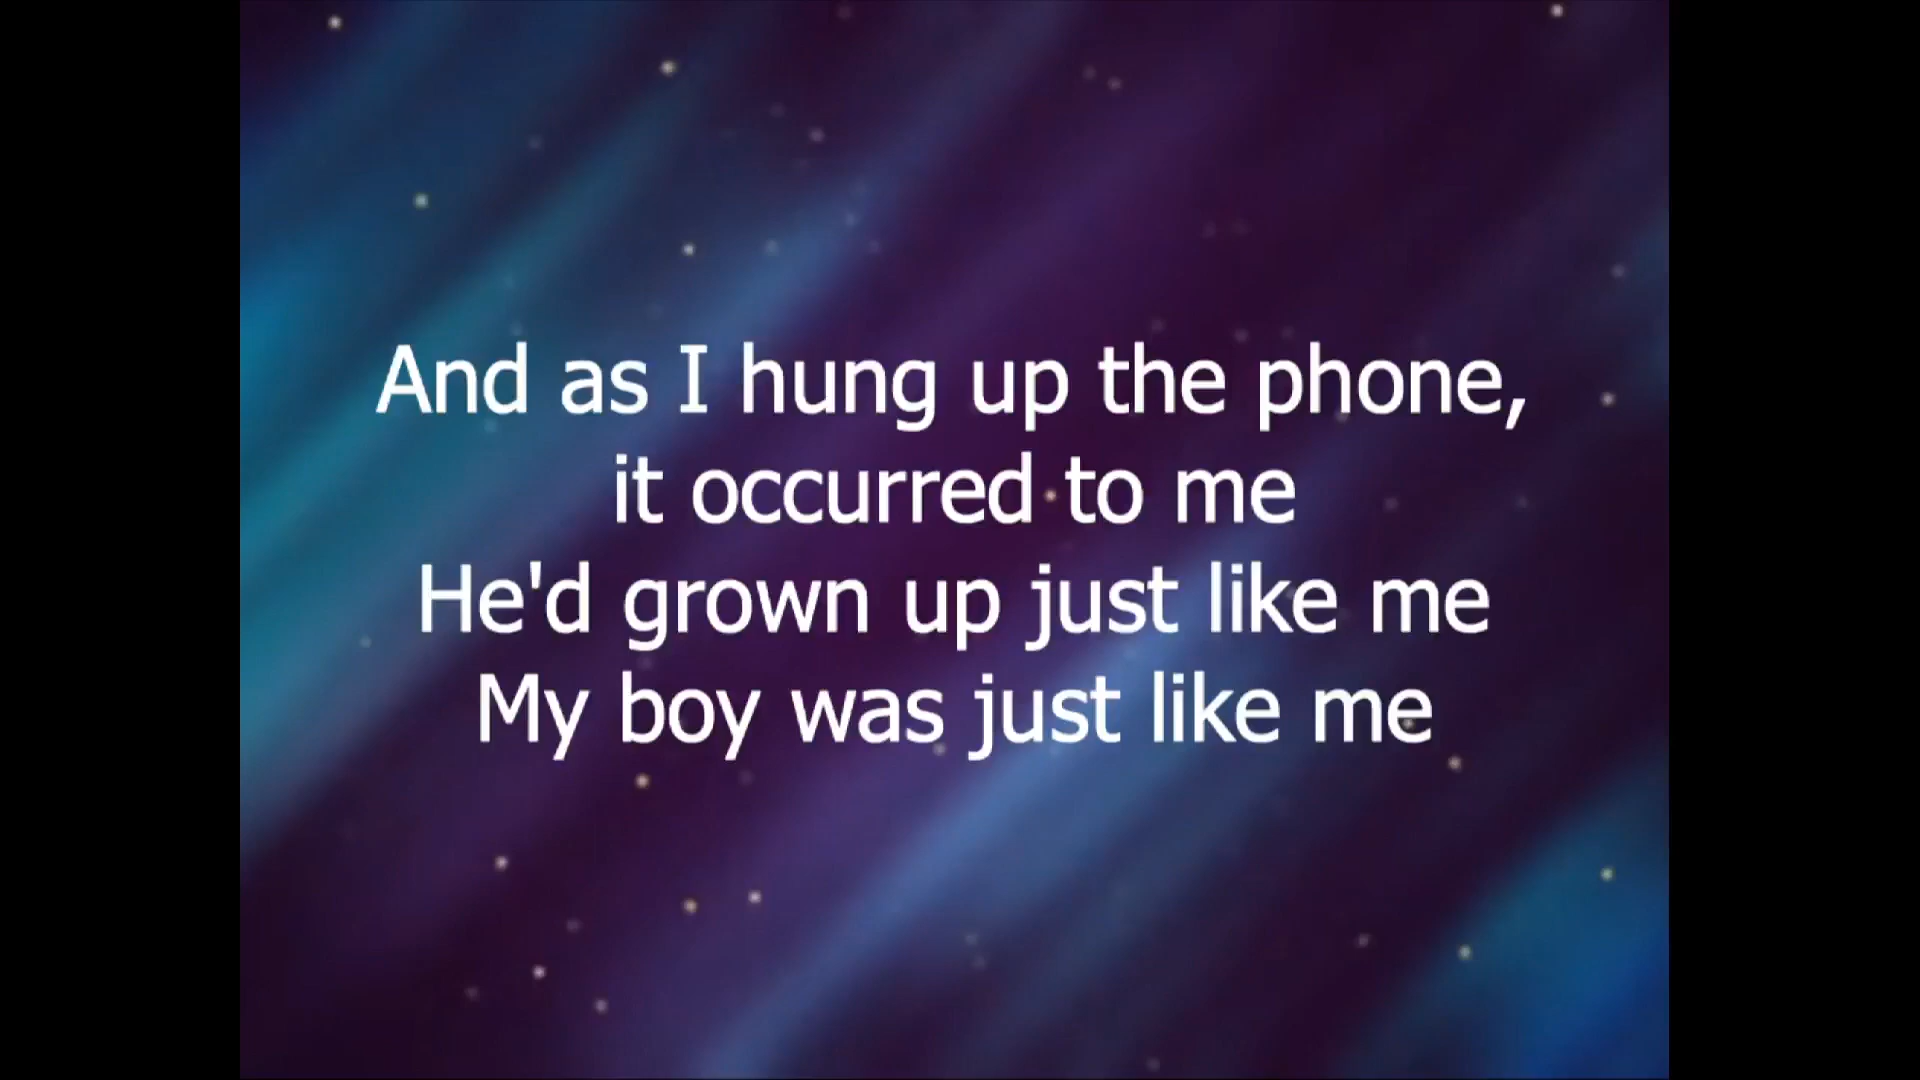 And as I hung up the phone,
it occurred to me
He'd grown up just like me
My boy was just like me